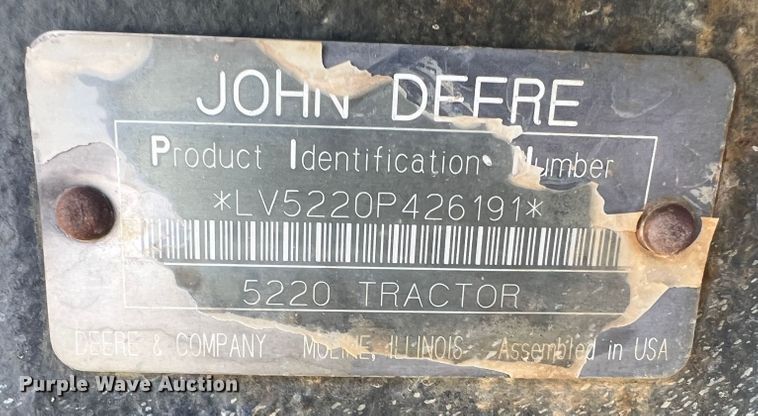 JOHN DEERE
Product Identification Number
*LV5220P426191*
5220 TRACTOR
DEERE & COMPANY MOLINE, ILLINOIS Assembled in USA
Purple Wave Auction